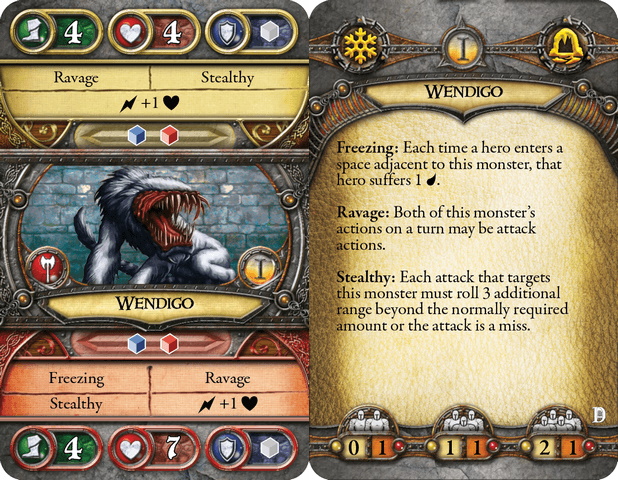 4 4
Ravage Stealthy
+1
I
WENDIGO
Freezing Ravage
Stealthy +1
4 7
I
WENDIGO
Freezing: Each time a hero enters a
space adjacent to this monster, that
hero suffers 1 .
Ravage: Both of this monster's
actions on a turn may be attack
actions.
Stealthy: Each attack that targets
this monster must roll 3 additional
range beyond the normally required
amount or the attack is a miss.
D
0 1 1 1 2 1